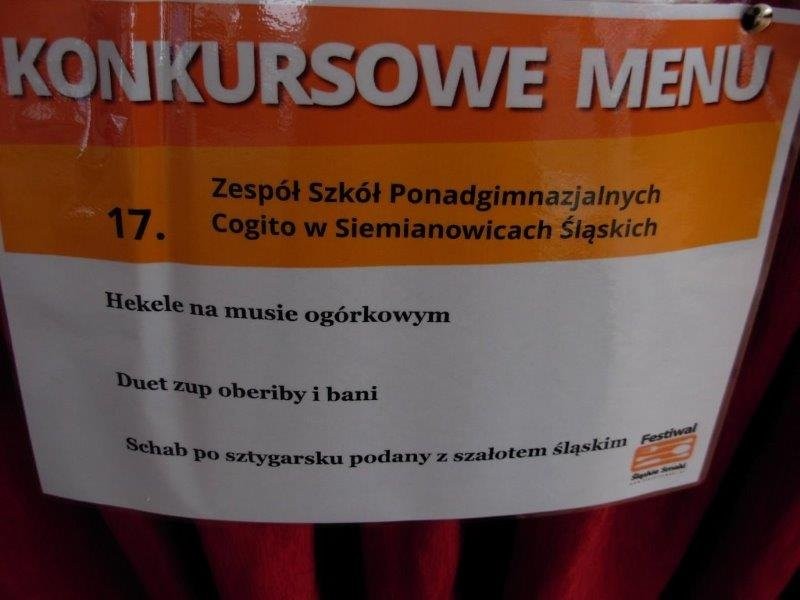 KONKURSOWE MENU
17.
Zespół Szkół Ponadgimnazjalnych
Cogito w Siemianowicach Śląskich
Hekele na musie ogórkowym
Duet zup oberiby i bani
Schab po sztygarsku podany z szałotem śląskim
Festiwal
Śląskie Smaki